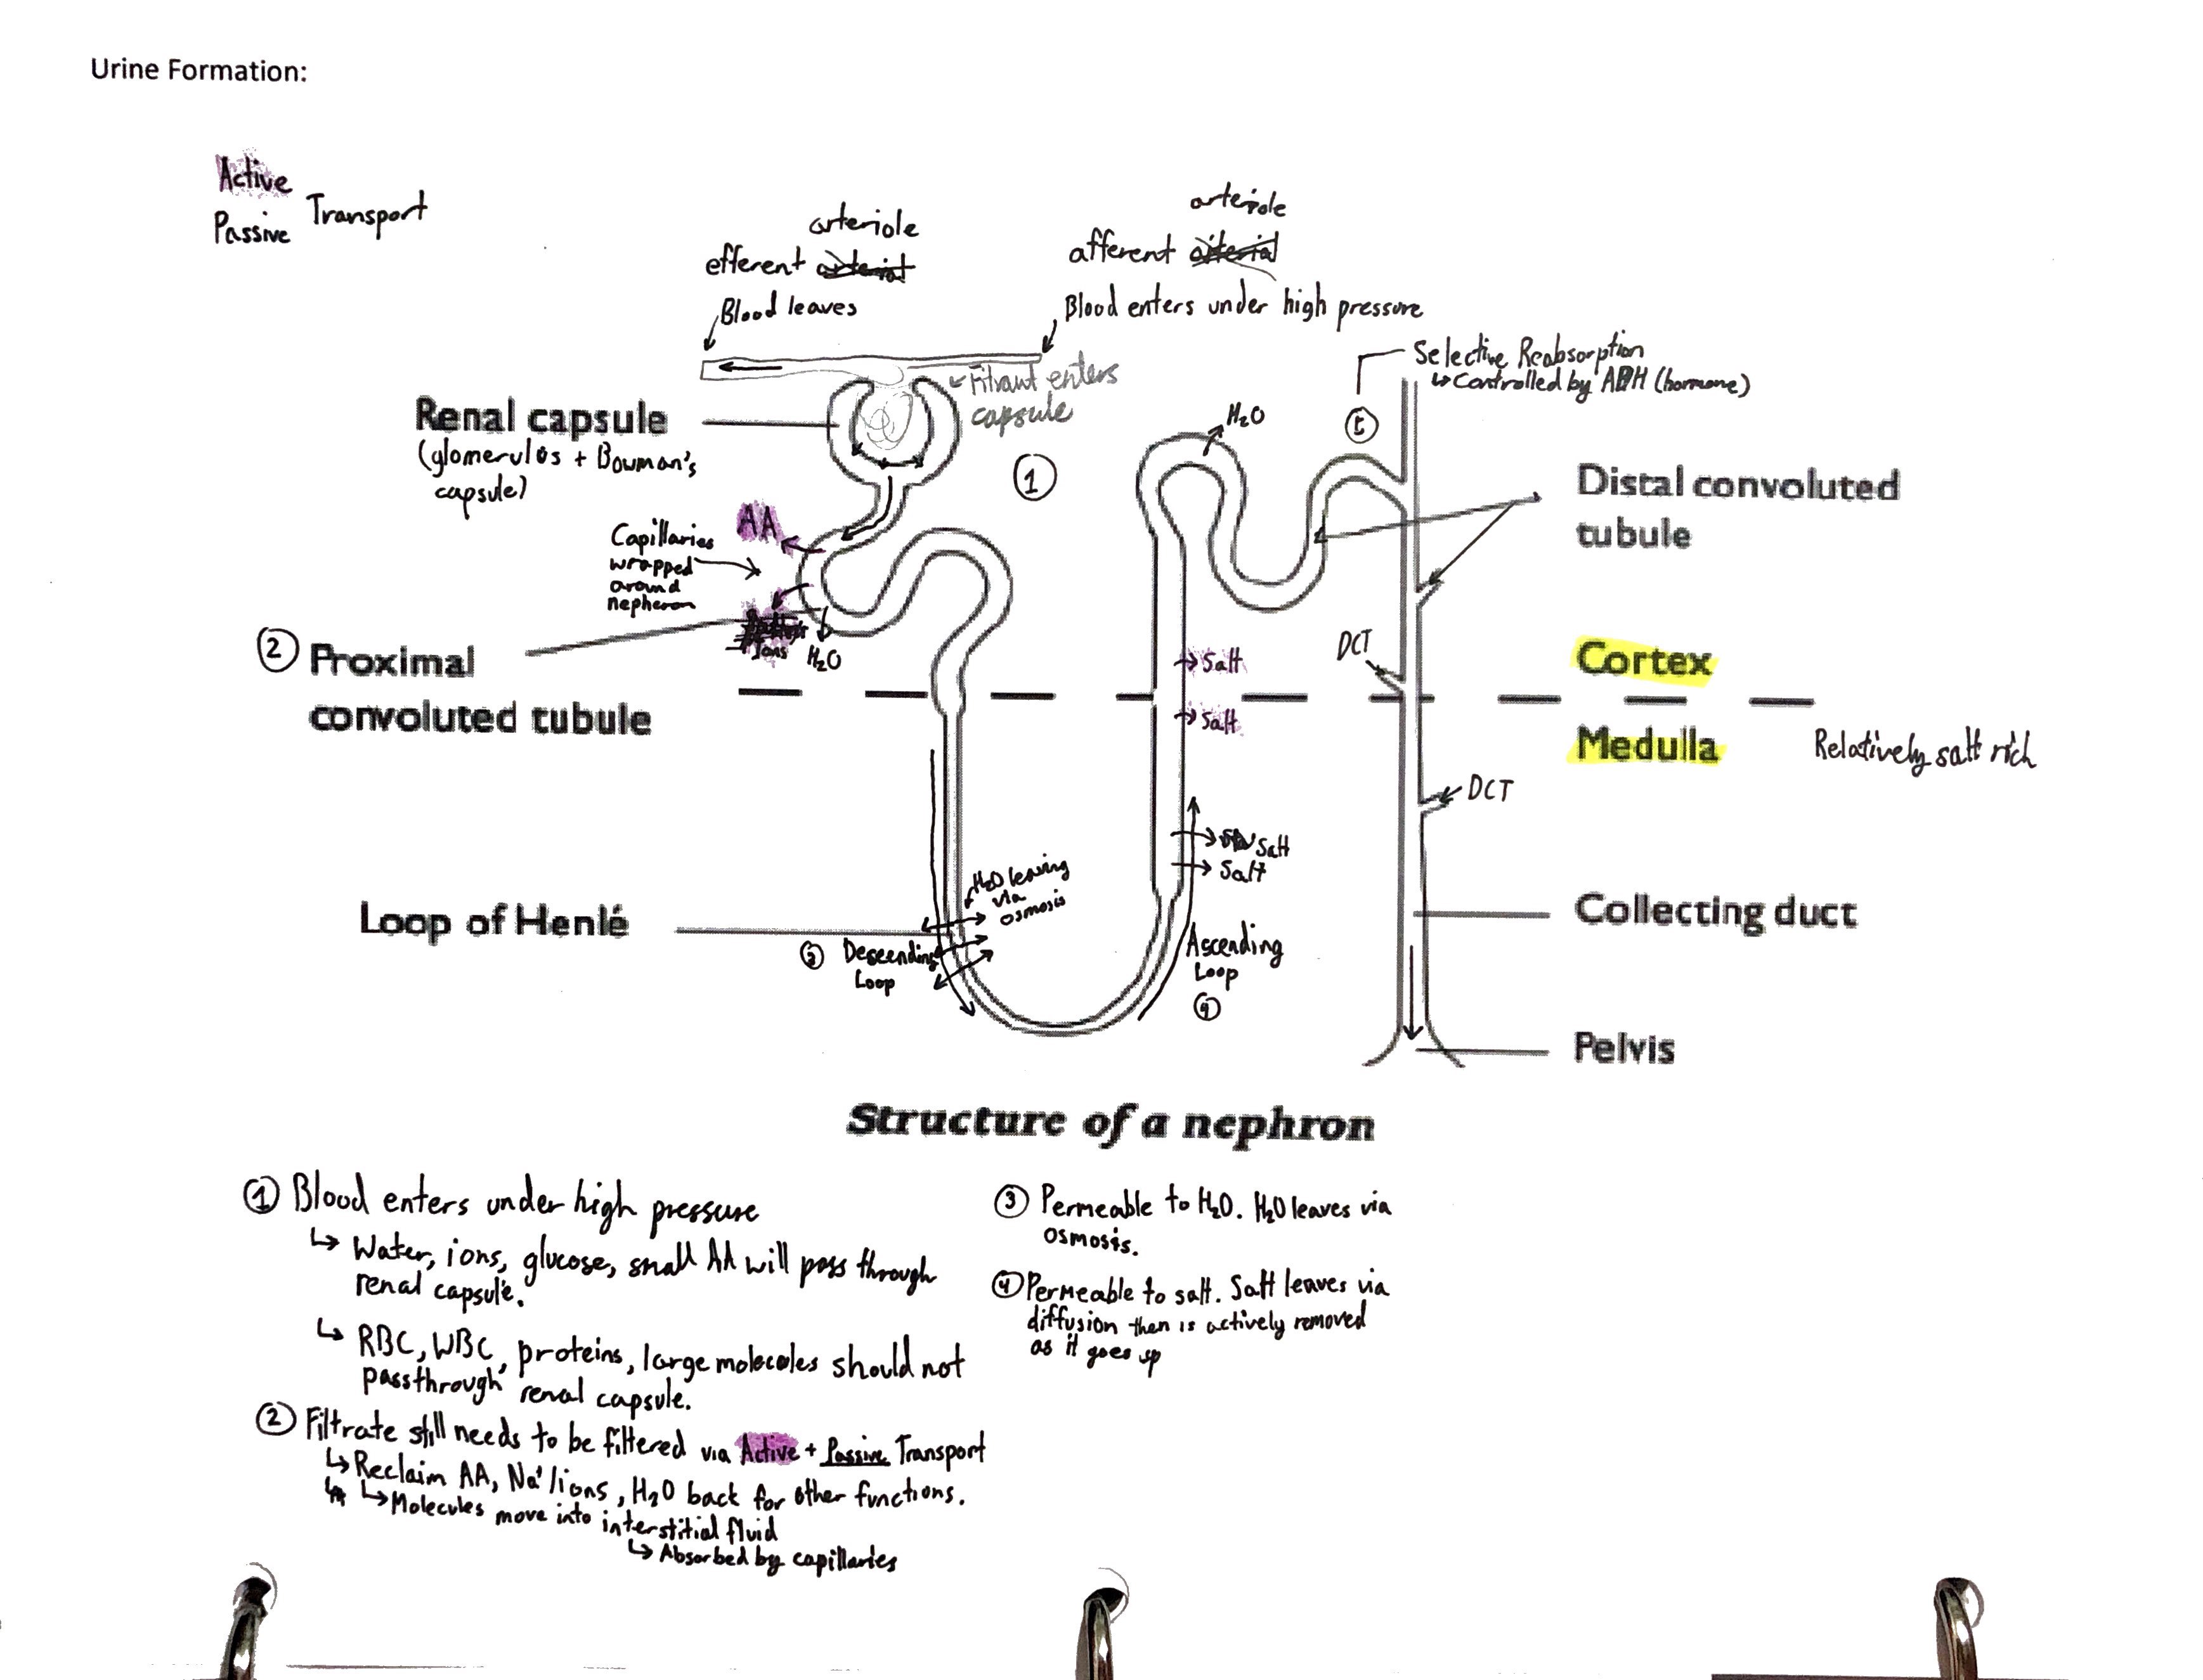 Urine Formation:
Active
Passive Transport
arteriole
efferent
Blood leaves
arteriole
afferent arterial
Blood enters under high pressure
Selective Reabsorption
↳ Controlled by ADH (hormone)
Filtrant enters
capsule
Renal capsule
(glomerulus + Bowman's
capsule)
1
H₂O
5
Distal convoluted
tubule
AA
Capillaries
wrapped
around
nepheron
Ions
H₂O
2 Proximal
convoluted tubule
Salt
Salt
DCT
Cortex
Medulla
Relatively salt rich
DCT
Salt
Salt
H₂O leaving
via
osmosis
Loop of Henlé
3 Descending
Loop
Ascending
Loop
4
Collecting duct
Pelvis
Structure of a nephron
1 Blood enters under high pressure
↳ Water, ions, glucose, small AA will pass through
renal capsule.
↳ RBC, WBC, proteins, large molecules should not
pass through renal capsule.
2 Filtrate still needs to be filtered via Active + Passive Transport
↳ Reclaim AA, Na⁺/ions, H₂O back for other functions.
↳ Molecules move into interstitial fluid
↳ Absorbed by capillaries
3 Permeable to H₂O. H₂O leaves via
osmosis.
4 Permeable to salt. Salt leaves via
diffusion then is actively removed
as it goes up